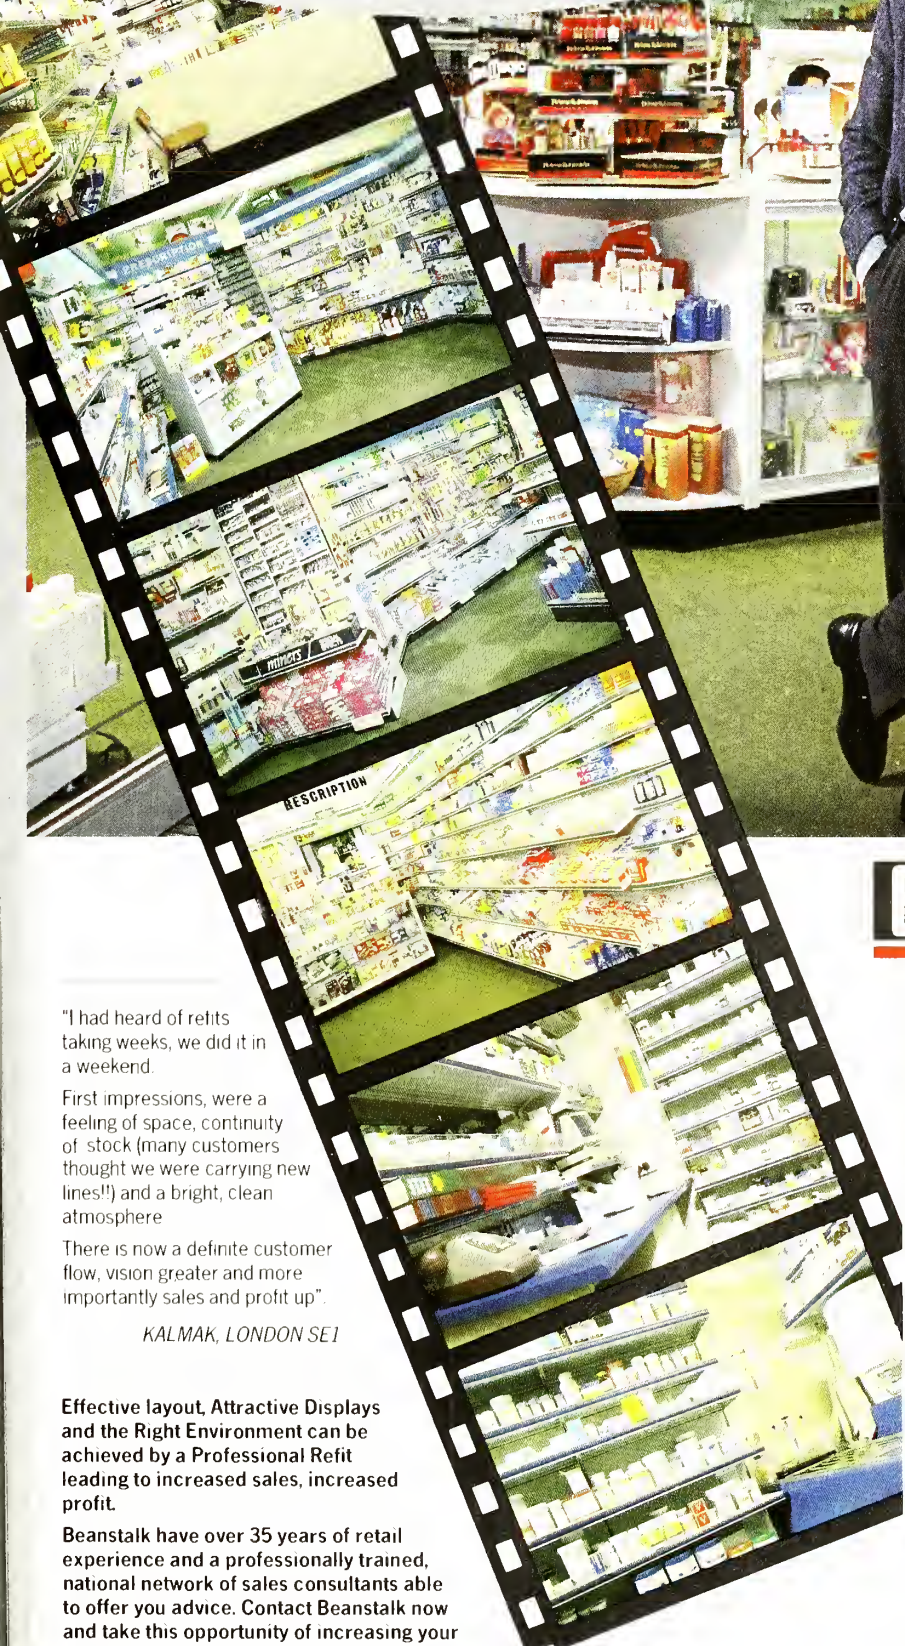 PRESCRIPTION
miners
RESCRIPTION
"I had heard of refits
taking weeks, we did it in
a weekend.
First impressions, were a
feeling of space, continuity
of stock (many customers
thought we were carrying new
lines!!) and a bright, clean
atmosphere
There is now a definite customer
flow, vision greater and more
importantly sales and profit up".
KALMAK, LONDON SE1
Effective layout, Attractive Displays
and the Right Environment can be
achieved by a Professional Refit
leading to increased sales, increased
profit.
Beanstalk have over 35 years of retail
experience and a professionally trained,
national network of sales consultants able
to offer you advice. Contact Beanstalk now
and take this opportunity of increasing your